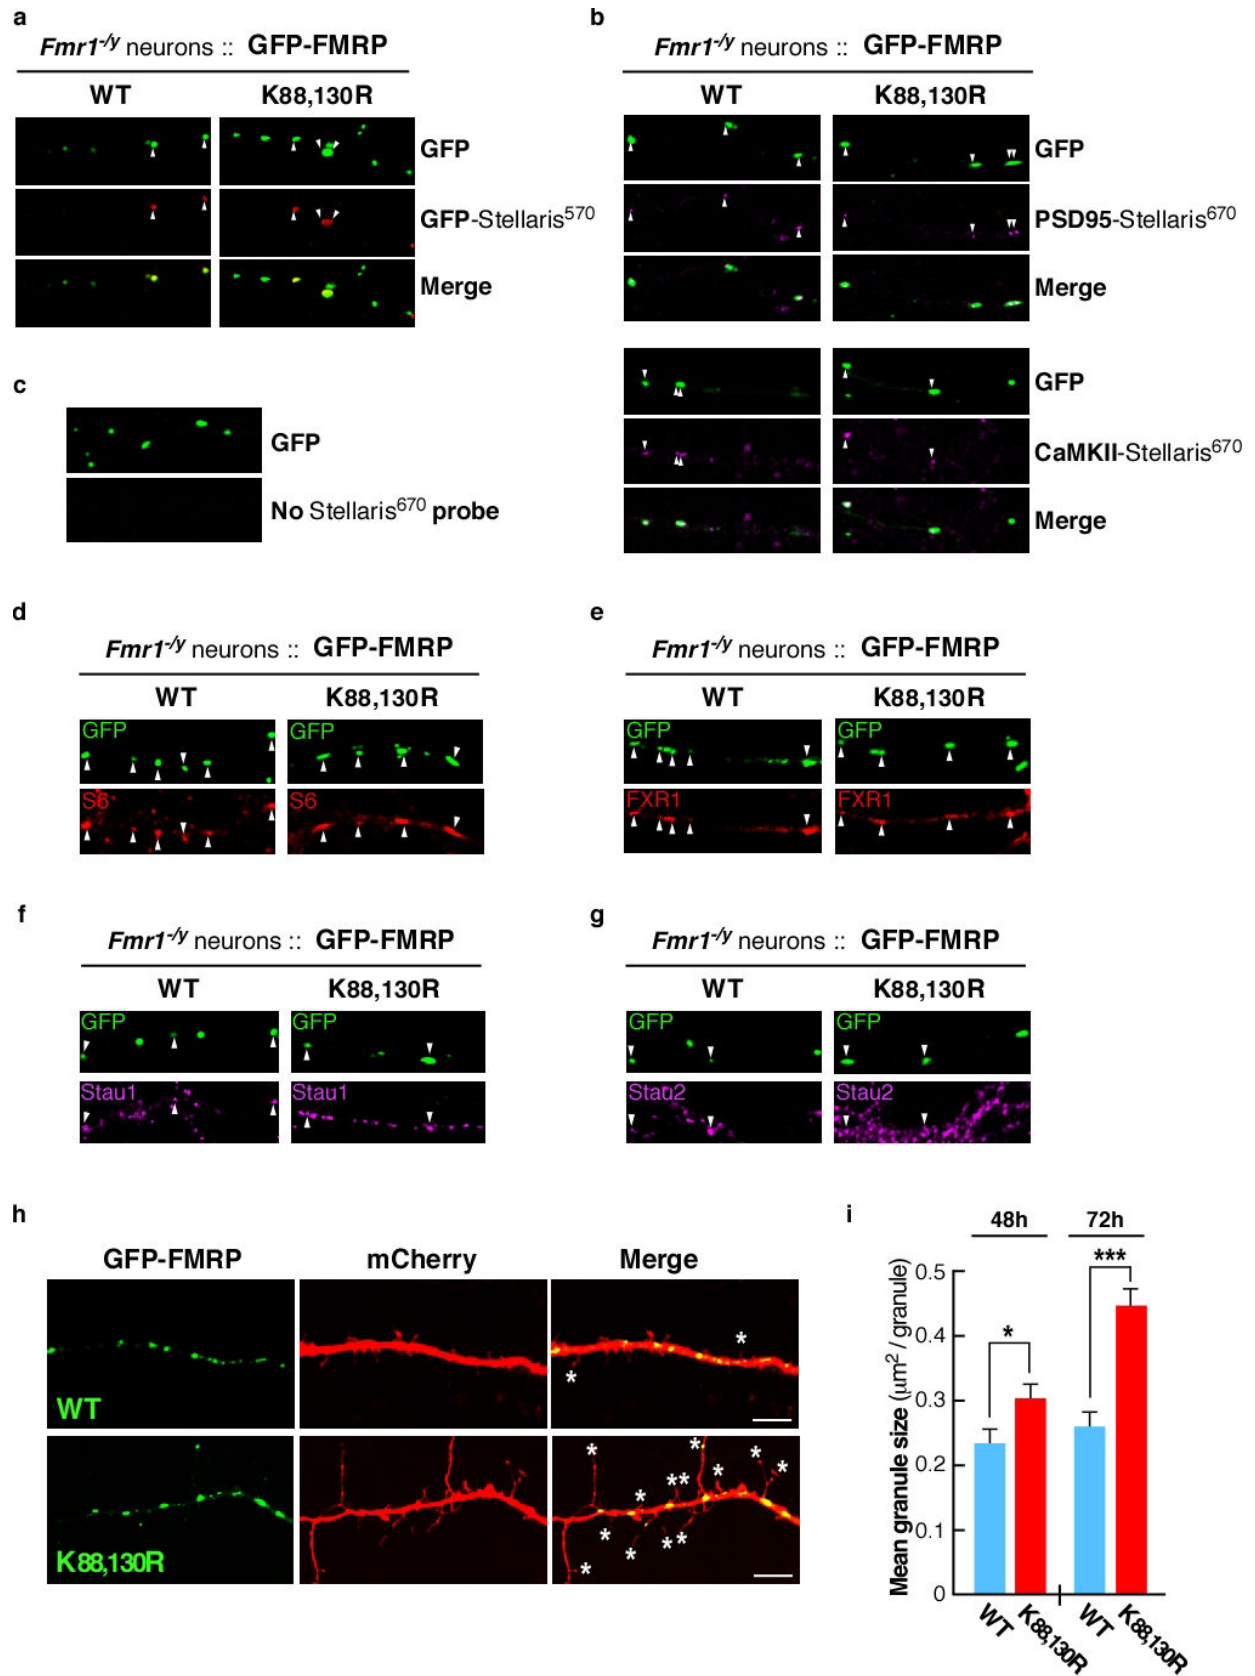 a
Fmr1-/y neurons :: GFP-FMRP
WT K88,130R
GFP
GFP-Stellaris570
Merge
b
Fmr1-/y neurons :: GFP-FMRP
WT K88,130R
GFP
PSD95-Stellaris670
Merge
GFP
CaMKII-Stellaris670
Merge
c
GFP
No Stellaris670 probe
d
Fmr1-/y neurons :: GFP-FMRP
WT K88,130R
GFP GFP
S6 S6
e
Fmr1-/y neurons :: GFP-FMRP
WT K88,130R
GFP GFP
FXR1 FXR1
f
Fmr1-/y neurons :: GFP-FMRP
WT K88,130R
GFP GFP
Stau1 Stau1
g
Fmr1-/y neurons :: GFP-FMRP
WT K88,130R
GFP GFP
Stau2 Stau2
h
GFP-FMRP mCherry Merge
* *
WT
* * * * * * * * * * * * *
K88,130R
i
48h 72h
Mean granule size (μm2 / granule)
0.5
0.4
0.3
0.2
0.1
0
* ***
WT K88,130R WT K88,130R